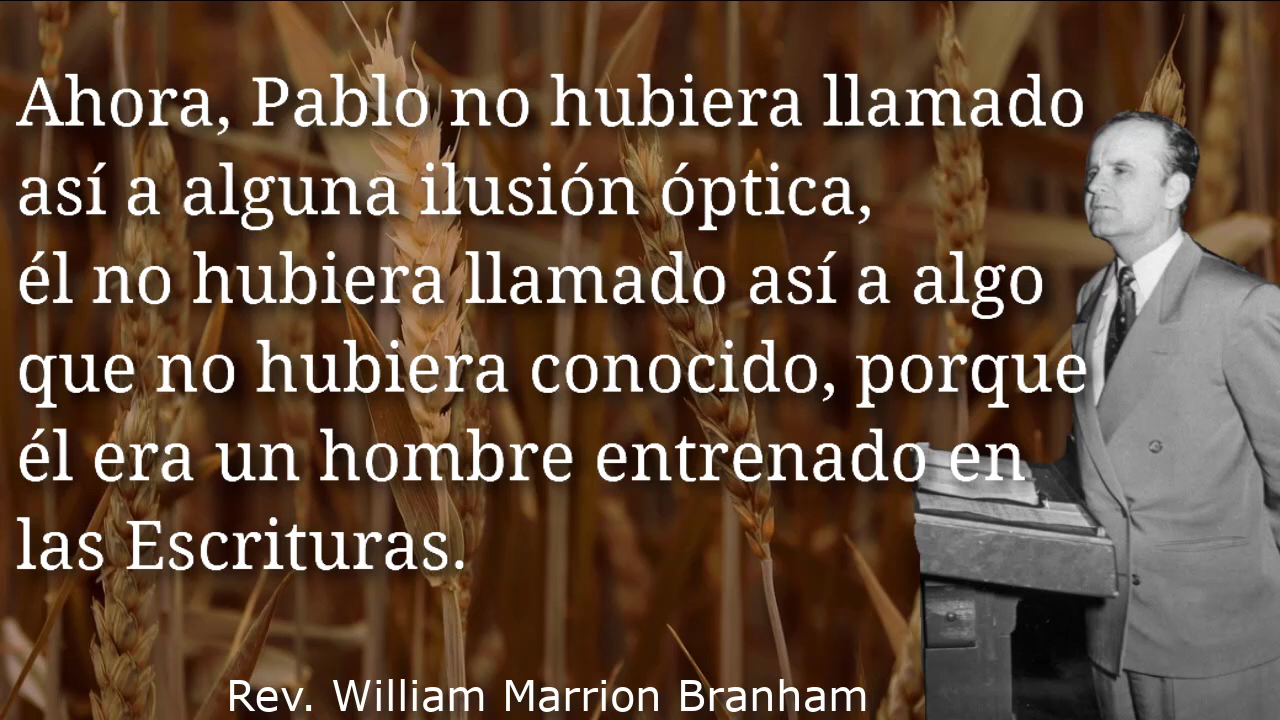 Ahora, Pablo no hubiera llamado
así a alguna ilusión óptica,
él no hubiera llamado así a algo
que no hubiera conocido, porque
él era un hombre entrenado en
las Escrituras.
Rev. William Marrion Branham